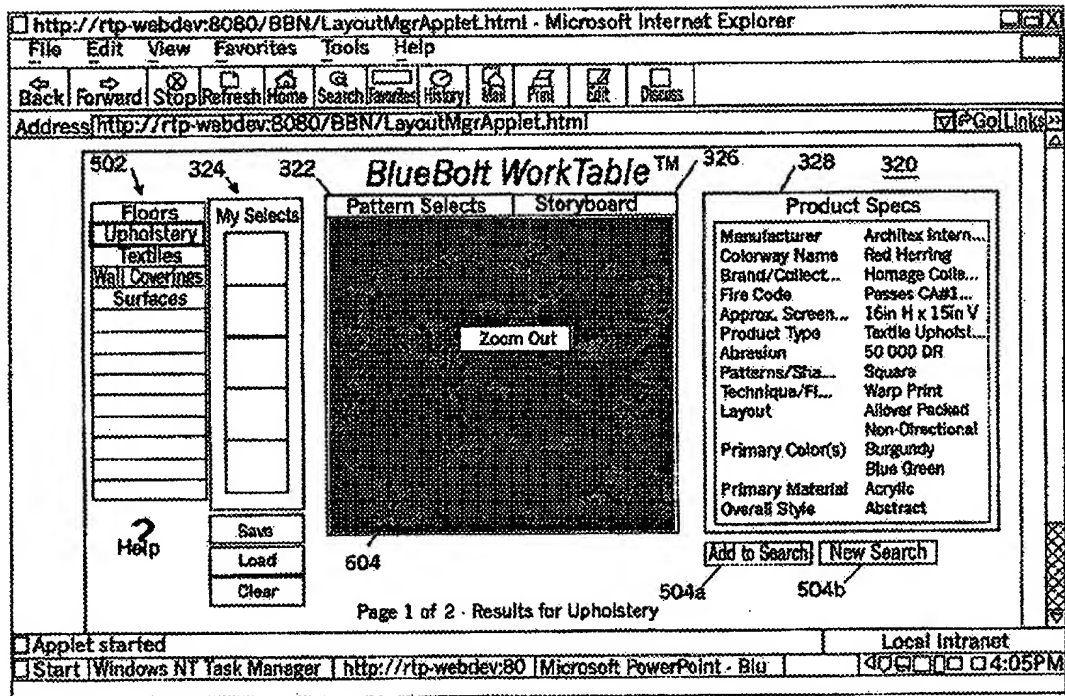 http://rtp-webdev:8080/BBN/LayoutMgrApplet.html - Microsoft Internet Explorer
File Edit View Favorites Tools Help
Back Forward Stop Refresh Home Search Favorites History Mail Print Edit Discuss
Address http://rtp-webdev:8080/BBN/LayoutMgrApplet.html Go Links
502 324 322 BlueBolt WorkTable™ 326 328 320
Floors
Upholstery
Textiles
Wall Coverings
Surfaces
? Help
My Selects
Save
Load
Clear
Pattern Selects Storyboard
Zoom Out
604
Product Specs
Manufacturer Architex Intern...
Colorway Name Red Herring
Brand/Collect... Homage Colle...
Fire Code Passes CA#1...
Approx. Screen... 16in H x 15in V
Product Type Textile Upholst...
Abrasion 50 000 DR
Patterns/Sha... Square
Technique/Fi... Warp Print
Layout Allover Packed
Non-Directional
Primary Color(s) Burgundy
Blue Green
Primary Material Acrylic
Overall Style Abstract
Add to Search New Search
504a 504b
Page 1 of 2 - Results for Upholstery
Applet started Local Intranet
Start Windows NT Task Manager http://rtp-webdev:80 Microsoft PowerPoint - Blu 4:05PM